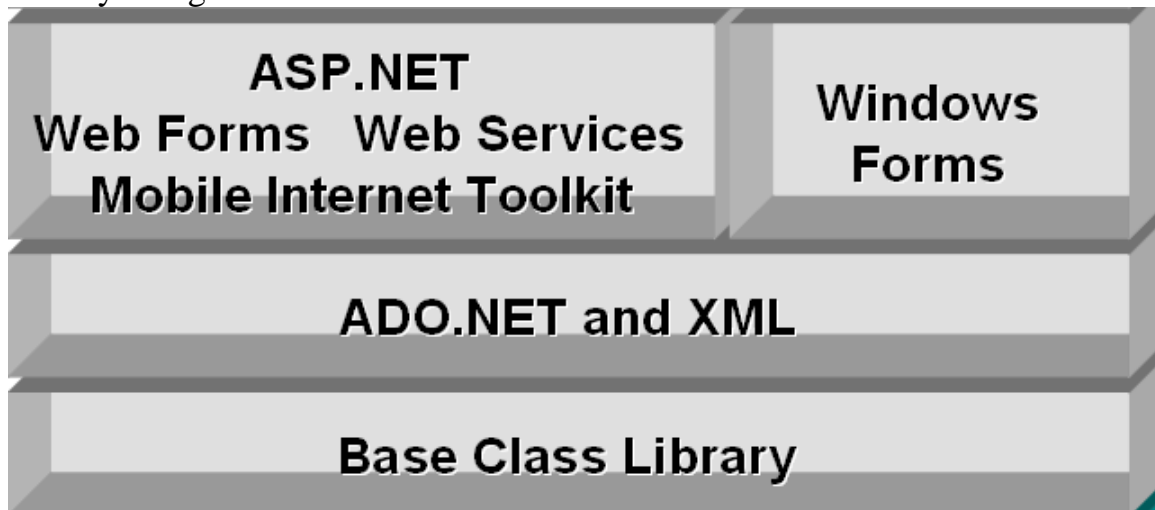 ASP.NET
Web Forms Web Services
Mobile Internet Toolkit
Windows
Forms
ADO.NET and XML
Base Class Library